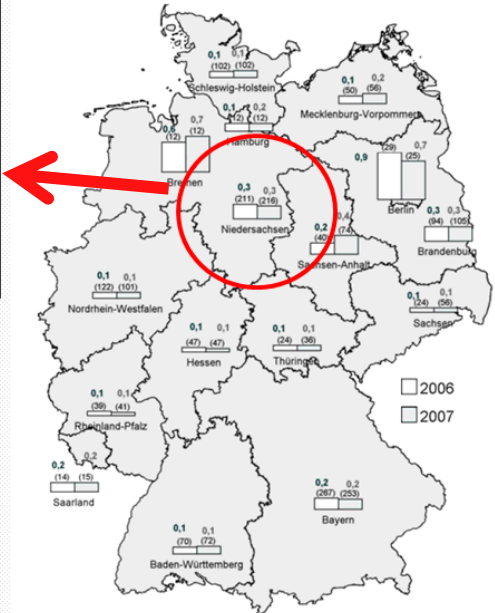 0,1 0,1
(102) (102)
Schleswig-Holstein
0,1 0,2
(50) (56)
Mecklenburg-Vorpommern
0,1 0,2
(12) (12)
Hamburg
0,6 0,7
(12) (12)
Bremen
0,9 0,7
(29) (25)
Berlin
0,3 0,3
(211) (216)
Niedersachsen
0,2 0,4
(40) (74)
Sachsen-Anhalt
0,3 0,3
(94) (105)
Brandenburg
0,1 0,1
(122) (101)
Nordrhein-Westfalen
0,1 0,1
(24) (56)
Sachsen
0,1 0,1
(47) (47)
Hessen
0,1 0,1
(24) (36)
Thüringen
0,1 0,1
(39) (41)
Rheinland-Pfalz
2006
2007
0,2 0,2
(14) (15)
Saarland
0,2 0,2
(267) (253)
Bayern
0,1 0,1
(70) (72)
Baden-Württemberg